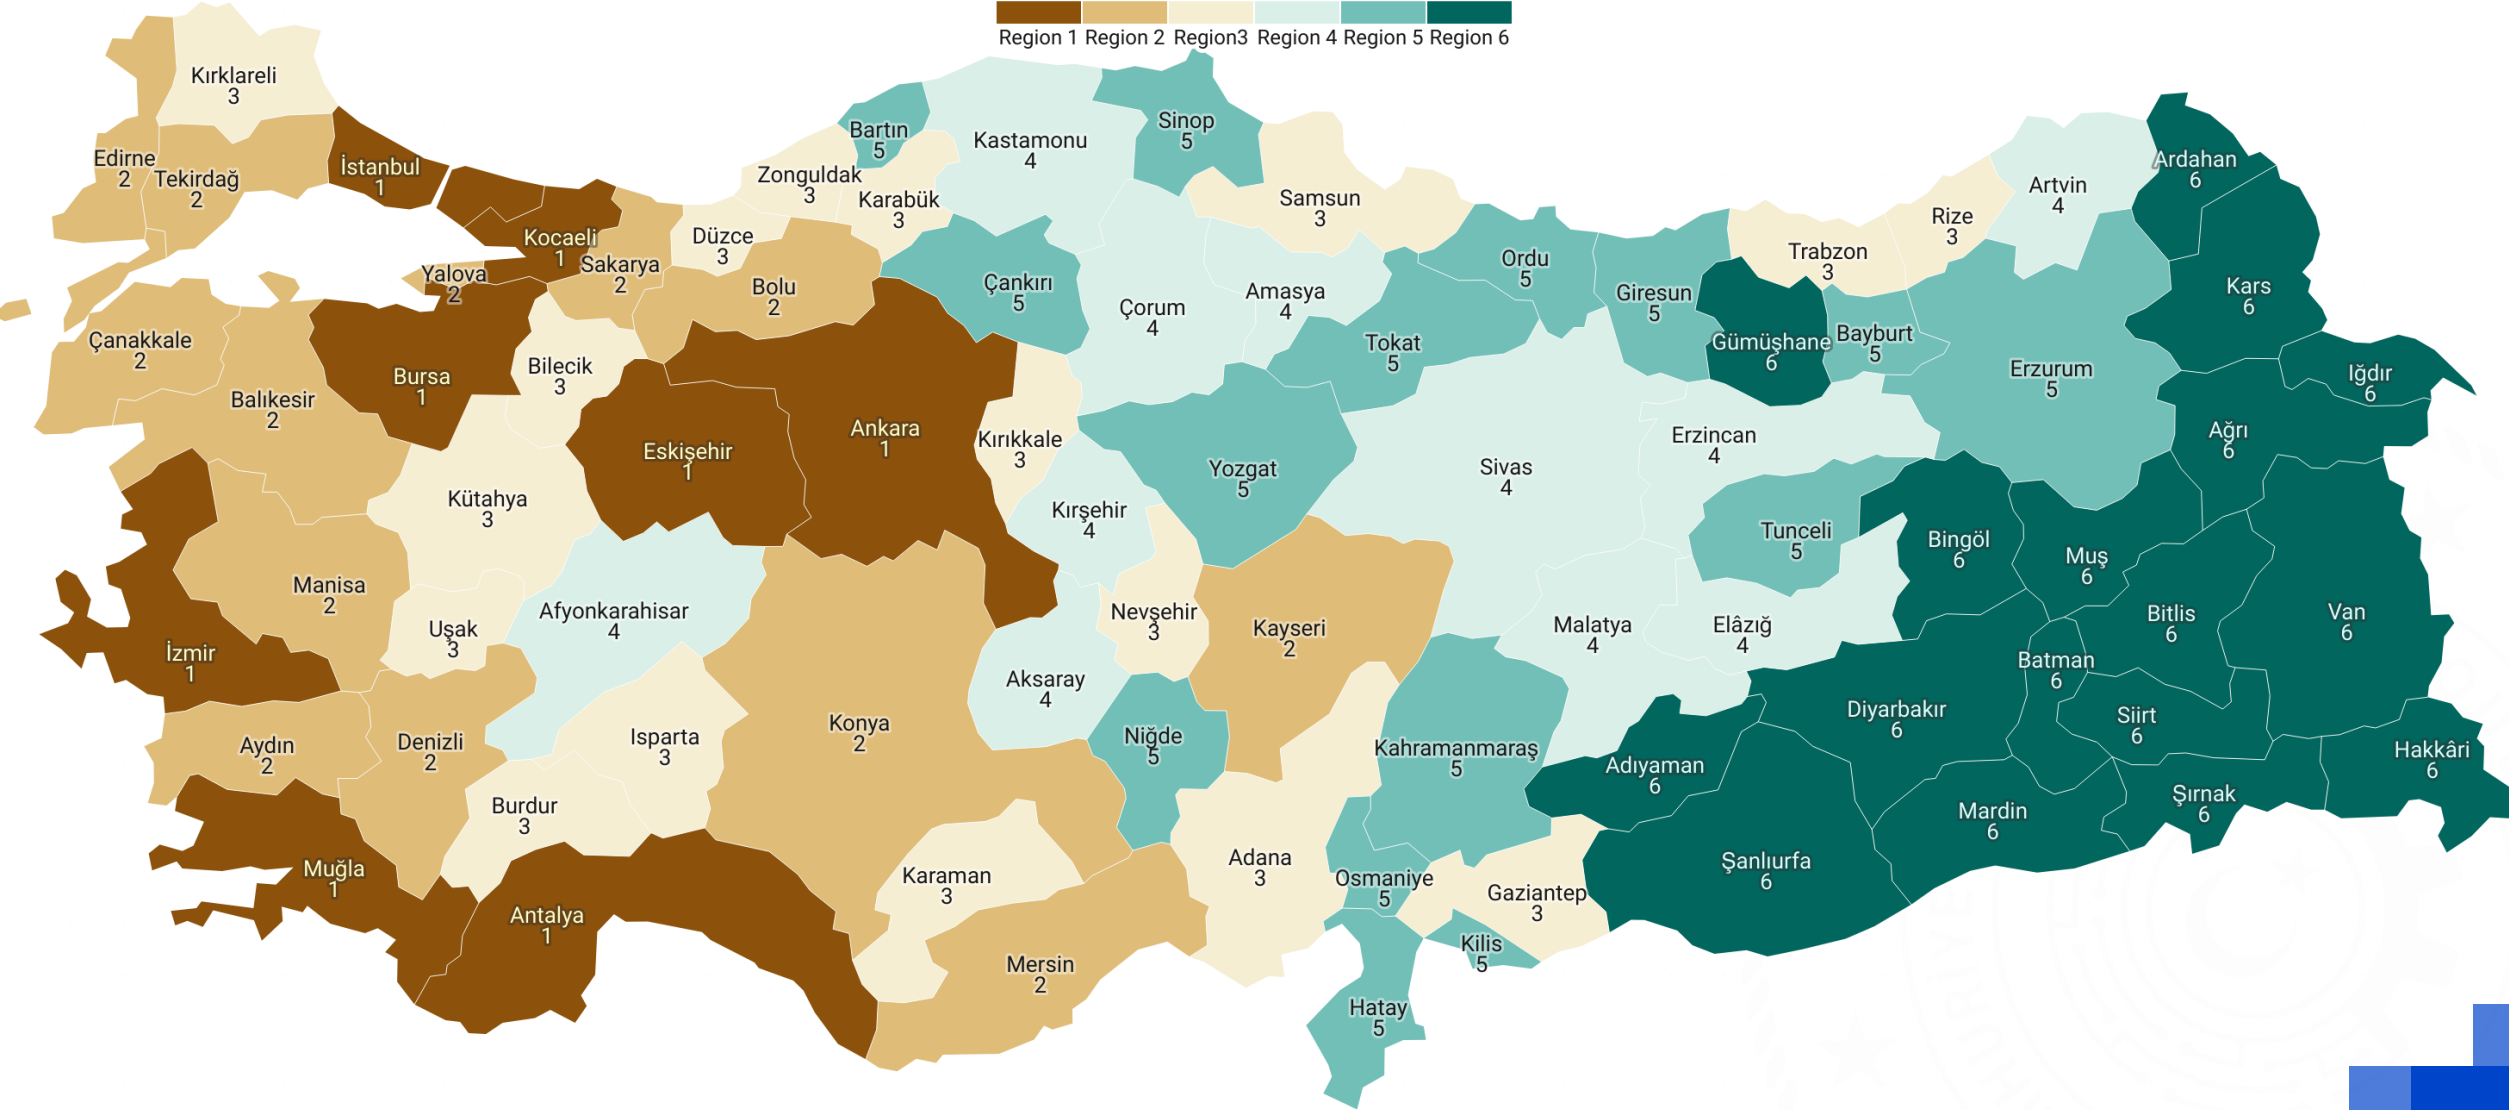 Region 1 Region 2 Region3 Region 4 Region 5 Region 6
Kırklareli
3
Edirne
2
Tekirdağ
2
İstanbul
1
Kocaeli
1
Yalova
2
Sakarya
2
Düzce
3
Zonguldak
3
Bartın
5
Karabük
3
Kastamonu
4
Sinop
5
Samsun
3
Ordu
5
Giresun
5
Trabzon
3
Rize
3
Artvin
4
Ardahan
6
Kars
6
Iğdır
6
Ağrı
6
Erzurum
5
Bayburt
5
Gümüşhane
6
Tokat
5
Amasya
4
Çorum
4
Çankırı
5
Bolu
2
Bilecik
3
Bursa
1
Çanakkale
2
Balıkesir
2
Kütahya
3
Eskişehir
1
Ankara
1
Kırıkkale
3
Kırşehir
4
Yozgat
5
Sivas
4
Erzincan
4
Tunceli
5
Bingöl
6
Muş
6
Bitlis
6
Van
6
Hakkâri
6
Şırnak
6
Siirt
6
Batman
6
Mardin
6
Diyarbakır
6
Elâzığ
4
Malatya
4
Adıyaman
6
Şanlıurfa
6
Gaziantep
3
Kilis
5
Kahramanmaraş
5
Osmaniye
5
Hatay
5
Adana
3
Kayseri
2
Nevşehir
3
Niğde
5
Aksaray
4
Konya
2
Karaman
3
Mersin
2
Antalya
1
Isparta
3
Burdur
3
Afyonkarahisar
4
Uşak
3
Manisa
2
İzmir
1
Aydın
2
Denizli
2
Muğla
1